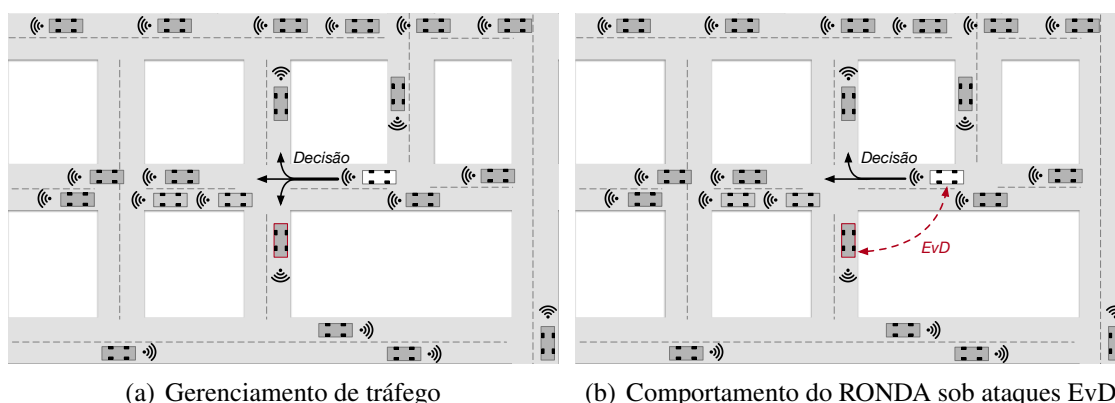 Decisão
Decisão
EvD
(a) Gerenciamento de tráfego
(b) Comportamento do RONDA sob ataques EvD